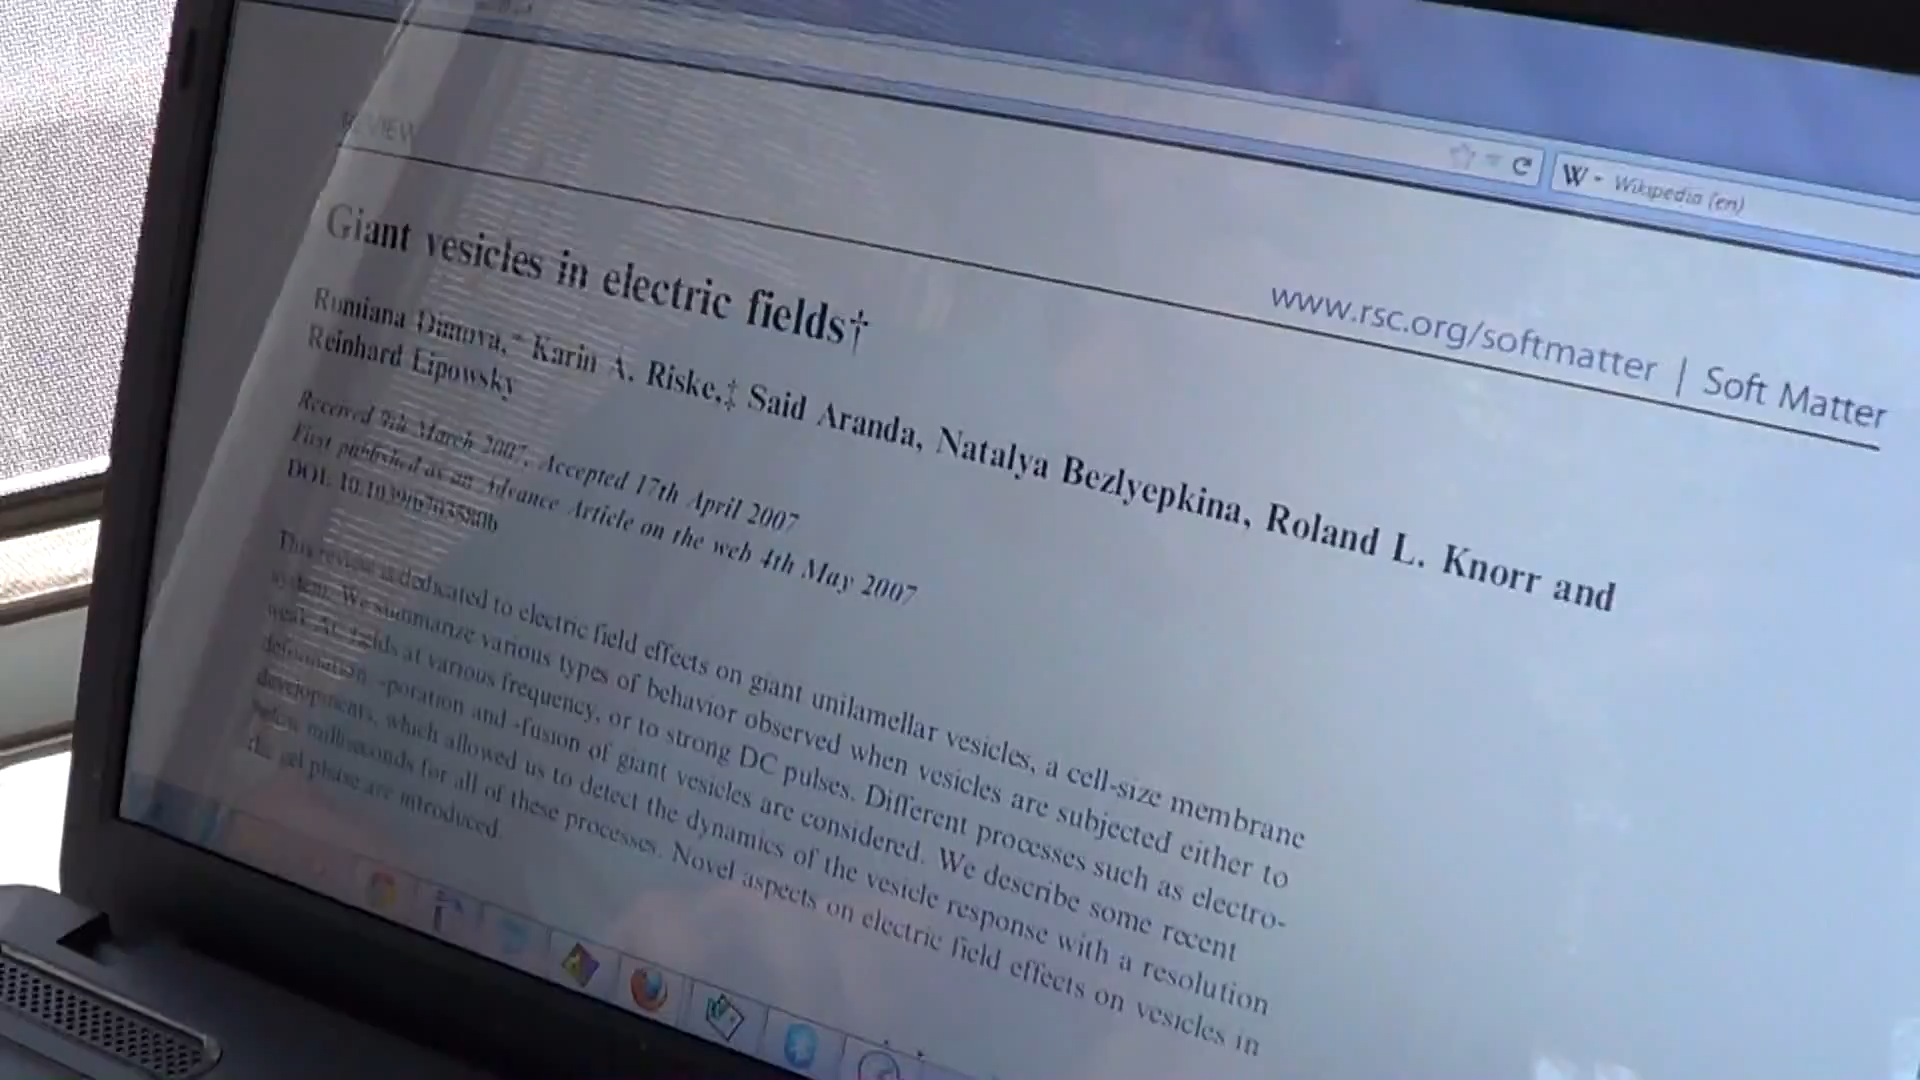 REVIEW
W - Wikipedia (en)
www.rsc.org/softmatter | Soft Matter
Giant vesicles in electric fields†
Rumiana Dimova,* Karin A. Riske,‡ Said Aranda, Natalya Bezlyepkina, Roland L. Knorr and
Reinhard Lipowsky
Received 9th March 2007, Accepted 17th April 2007
First published as an Advance Article on the web 4th May 2007
DOI:
This review is dedicated to electric field effects on giant unilamellar vesicles, a cell-size membrane
system. We summarize various types of behavior observed when vesicles are subjected either to
weak AC fields at various frequency, or to strong DC pulses. Different processes such as electro-
deformation -poration and -fusion of giant vesicles are considered. We describe some recent
developments, which allowed us to detect the dynamics of the vesicle response with a resolution
below milliseconds for all of these processes. Novel aspects on electric field effects on vesicles in
the gel phase are introduced.